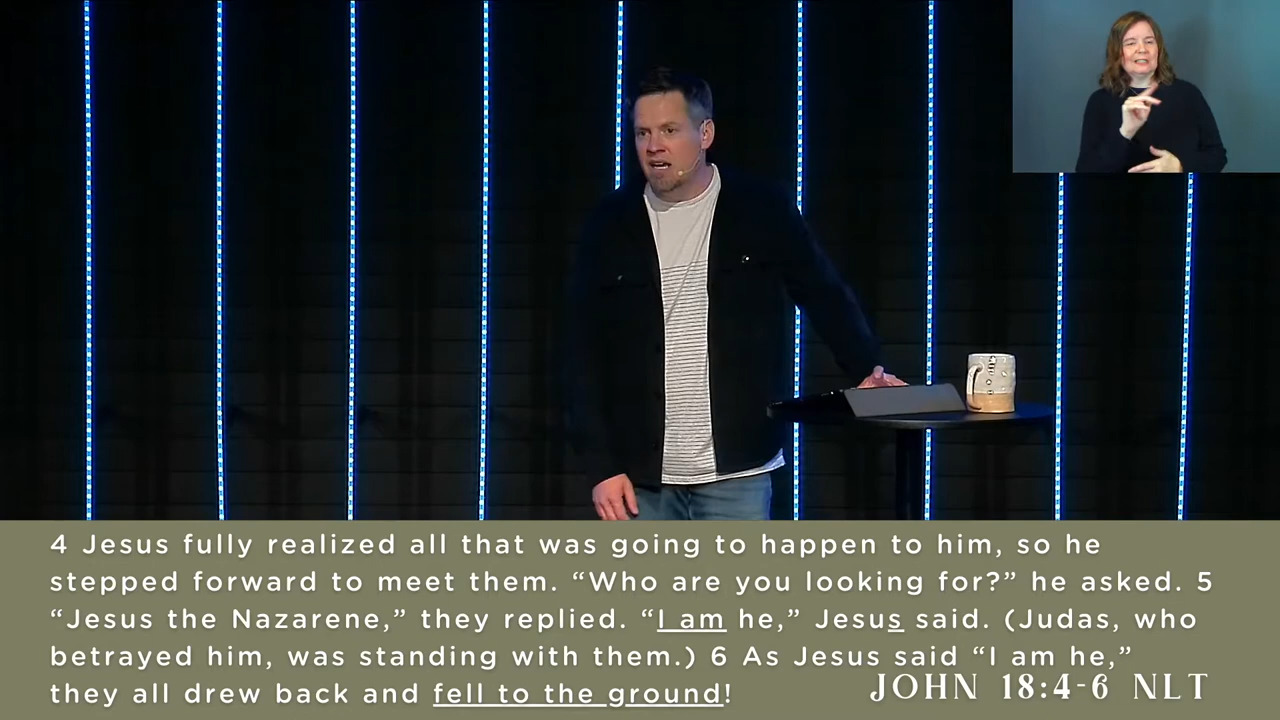 4 Jesus fully realized all that was going to happen to him, so he
stepped forward to meet them. “Who are you looking for?” he asked. 5
“Jesus the Nazarene,” they replied. “I am he,” Jesus said. (Judas, who
betrayed him, was standing with them.) 6 As Jesus said “I am he,”
they all drew back and fell to the ground!
JOHN 18:4-6 NLT